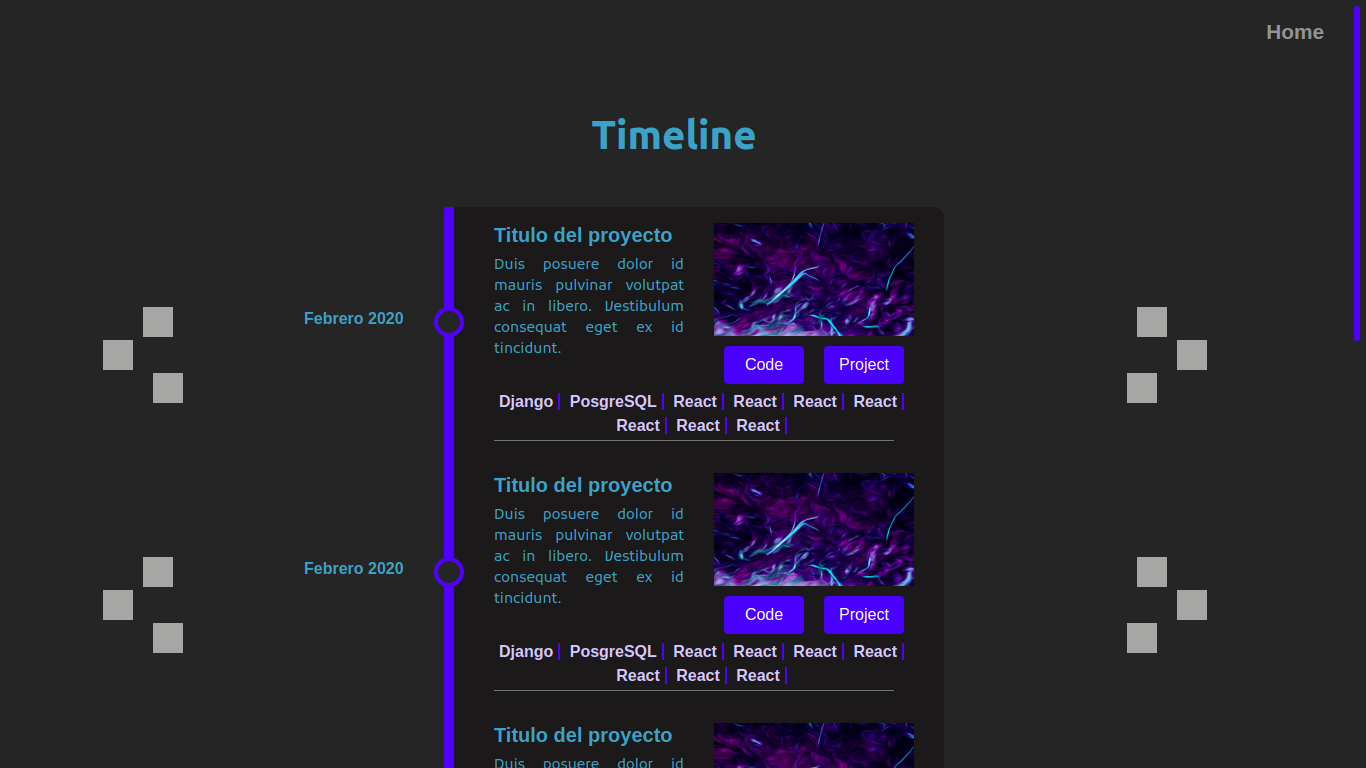 Home
Timeline
Titulo del proyecto
Duis posuere dolor id
mauris pulvinar volutpat
ac in libero. Vestibulum
consequat eget ex id
tincidunt.
Febrero 2020
Code Project
Django | PosgreSQL | React | React | React | React |
React | React | React |
Titulo del proyecto
Duis posuere dolor id
mauris pulvinar volutpat
ac in libero. Vestibulum
consequat eget ex id
tincidunt.
Febrero 2020
Code Project
Django | PosgreSQL | React | React | React | React |
React | React | React |
Titulo del proyecto
Duis posuere dolor id